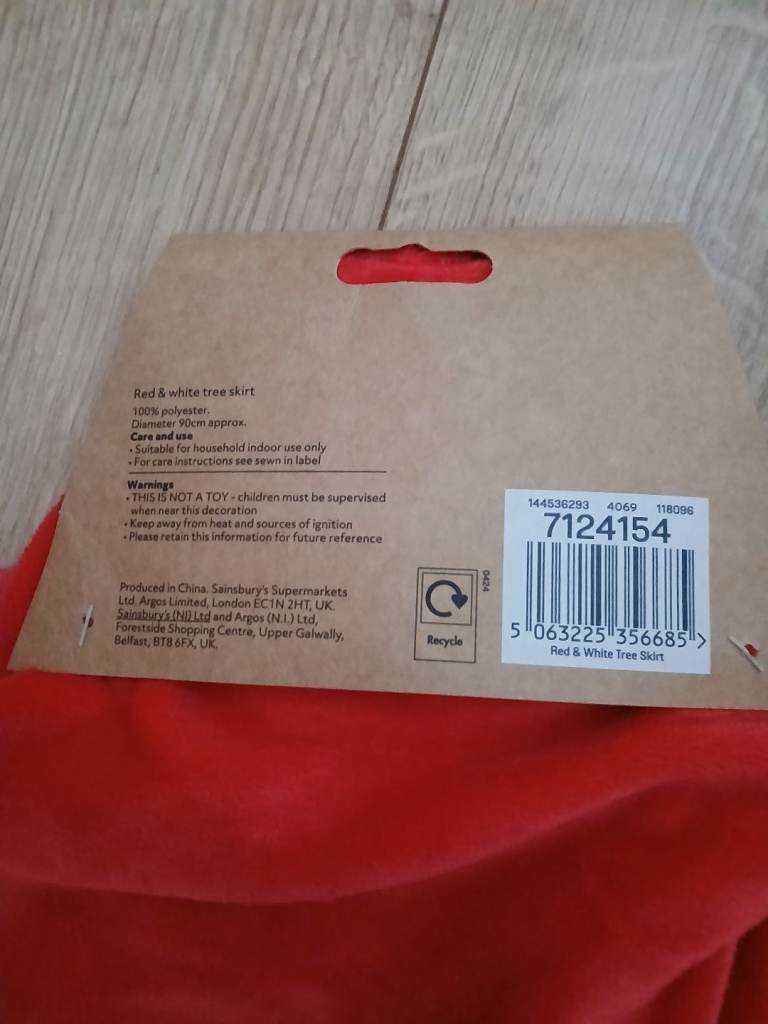 Red & white tree skirt
100% polyester.
Diameter 90cm approx.
Care and use
• Suitable for household indoor use only
• For care instructions see sewn in label
Warnings
• THIS IS NOT A TOY - children must be supervised
when near this decoration
• Keep away from heat and sources of ignition
• Please retain this information for future reference
Produced in China. Sainsbury's Supermarkets
Ltd. Argos Limited, London EC1N 2HT, UK.
Sainsbury's (NI) Ltd and Argos (N.I.) Ltd,
Forestside Shopping Centre, Upper Galwally,
Belfast, BT8 6FX, UK.
0424
Recycle
144536293 4069 118096
7124154
5 063225 356685 >
Red & White Tree Skirt